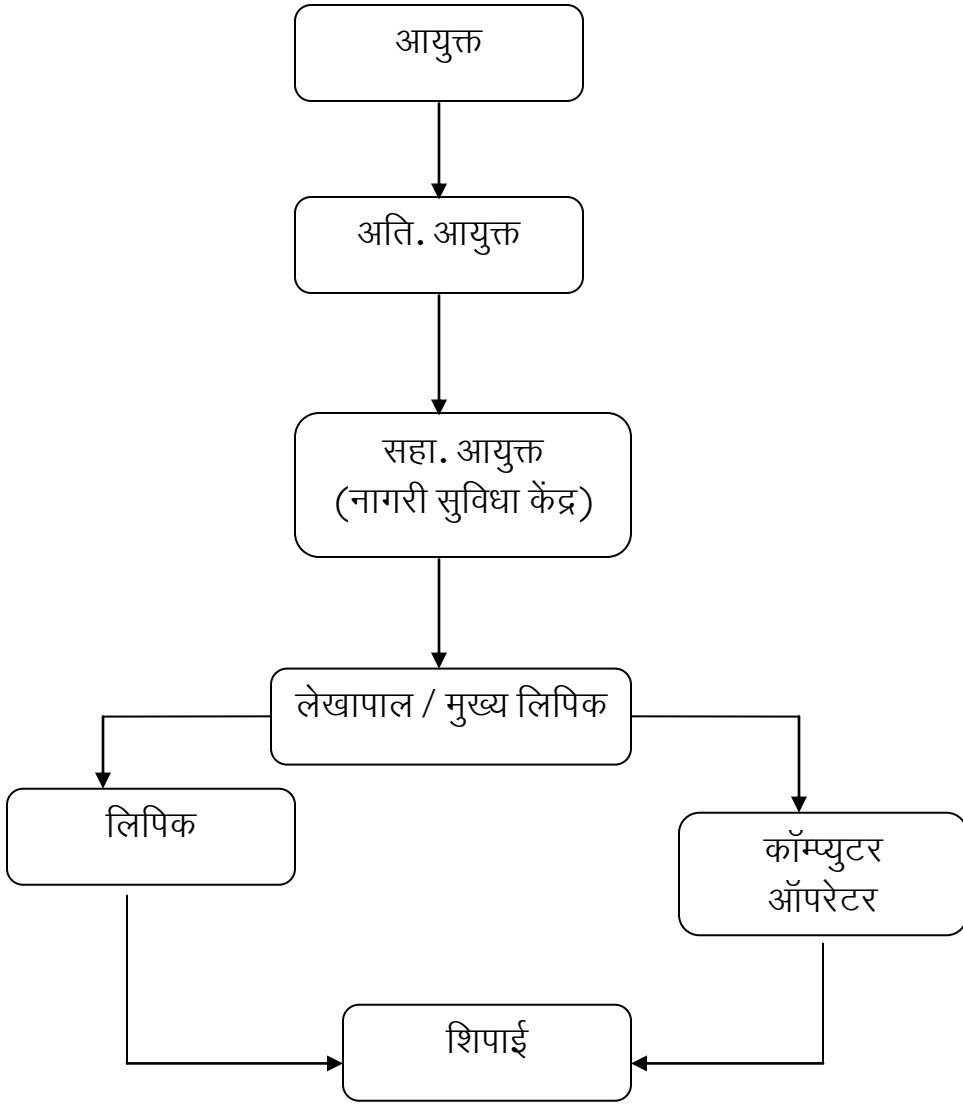 आयुक्त
अति. आयुक्त
सहा. आयुक्त
(नागरी सुविधा केंद्र)
लेखापाल / मुख्य लिपिक
लिपिक
कॉम्प्युटर
ऑपरेटर
शिपाई